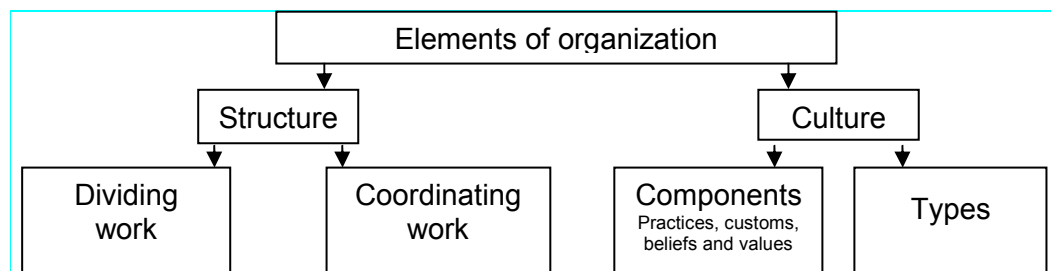 Elements of organization
Structure
Culture
Dividing
work
Coordinating
work
Components
Practices, customs,
beliefs and values
Types